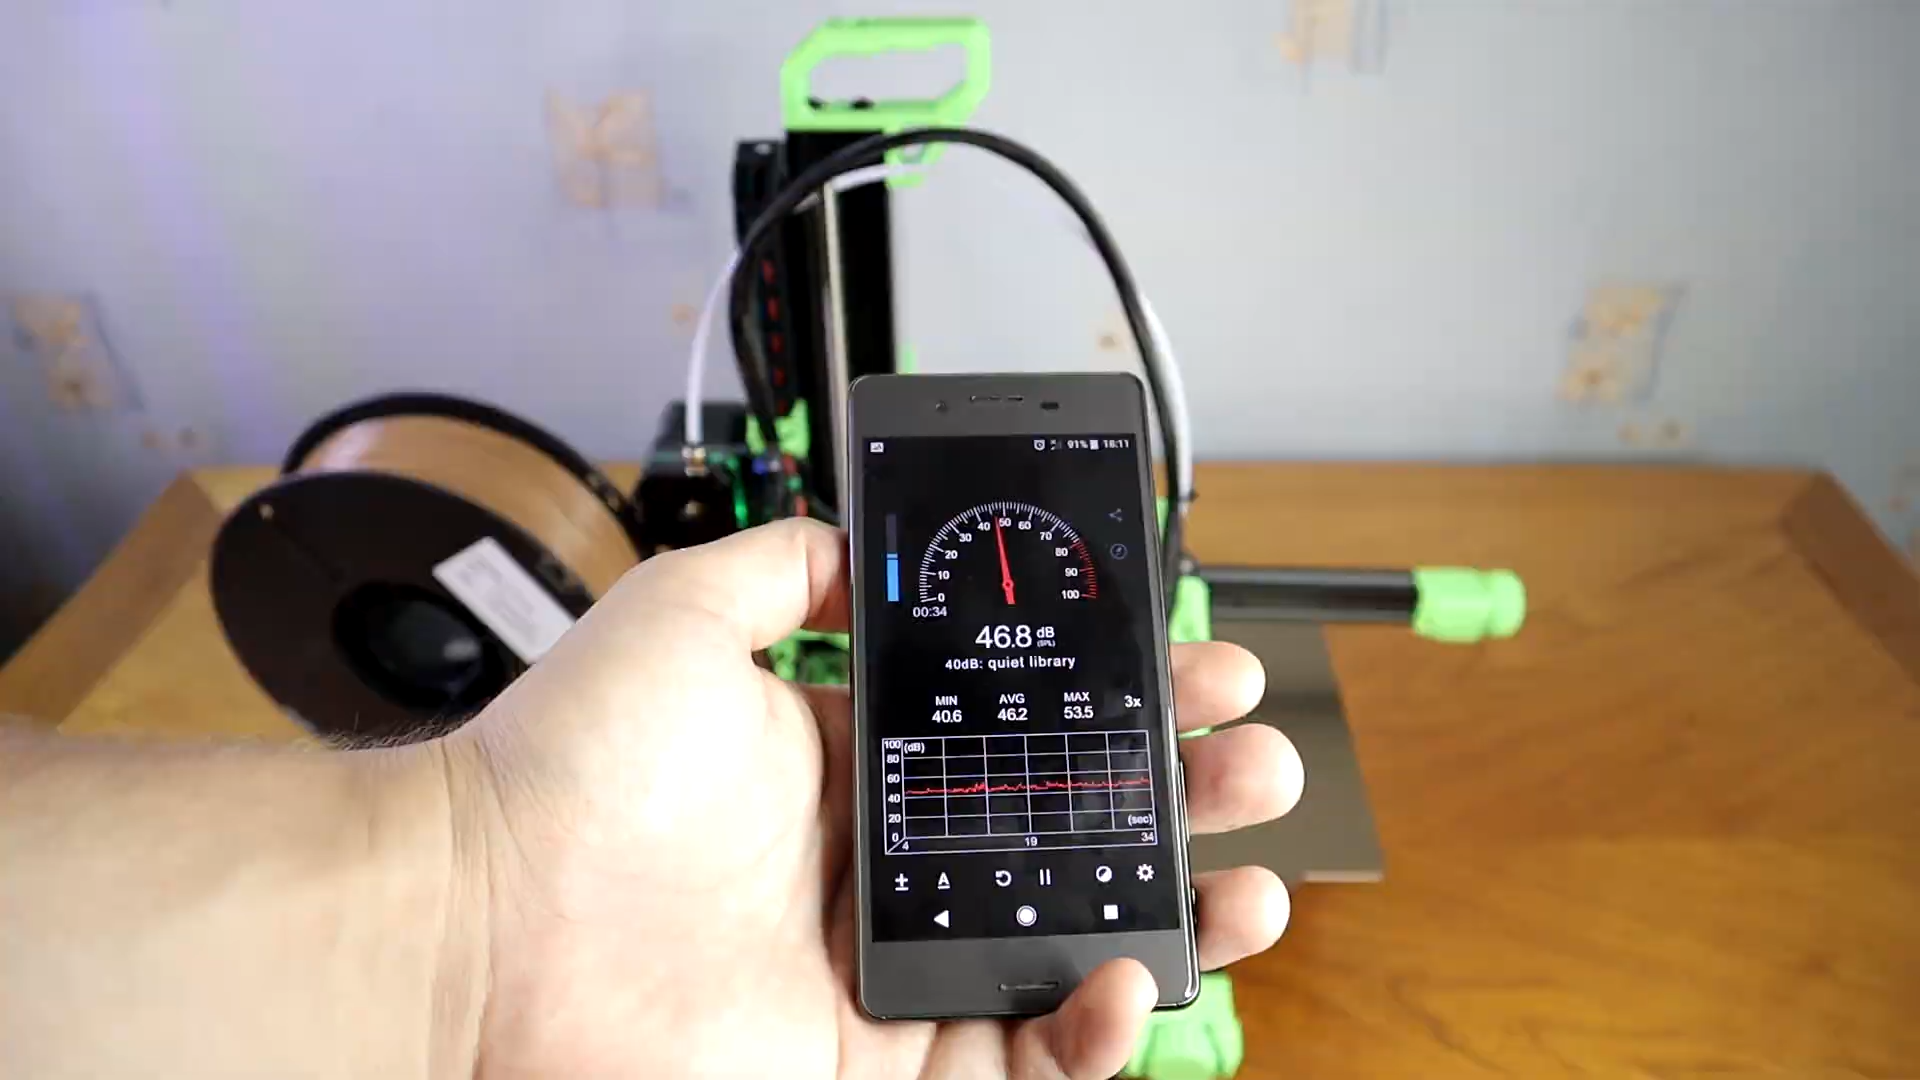 91% 16:11
0 10 20 30 40 50 60 70 80 90 100
00:34
46.8 dB
(SPL)
40dB: quiet library
MIN AVG MAX 3x
40.6 46.2 53.5
100 (dB)
80
60
40
20
0 (sec)
4 19 34
± A